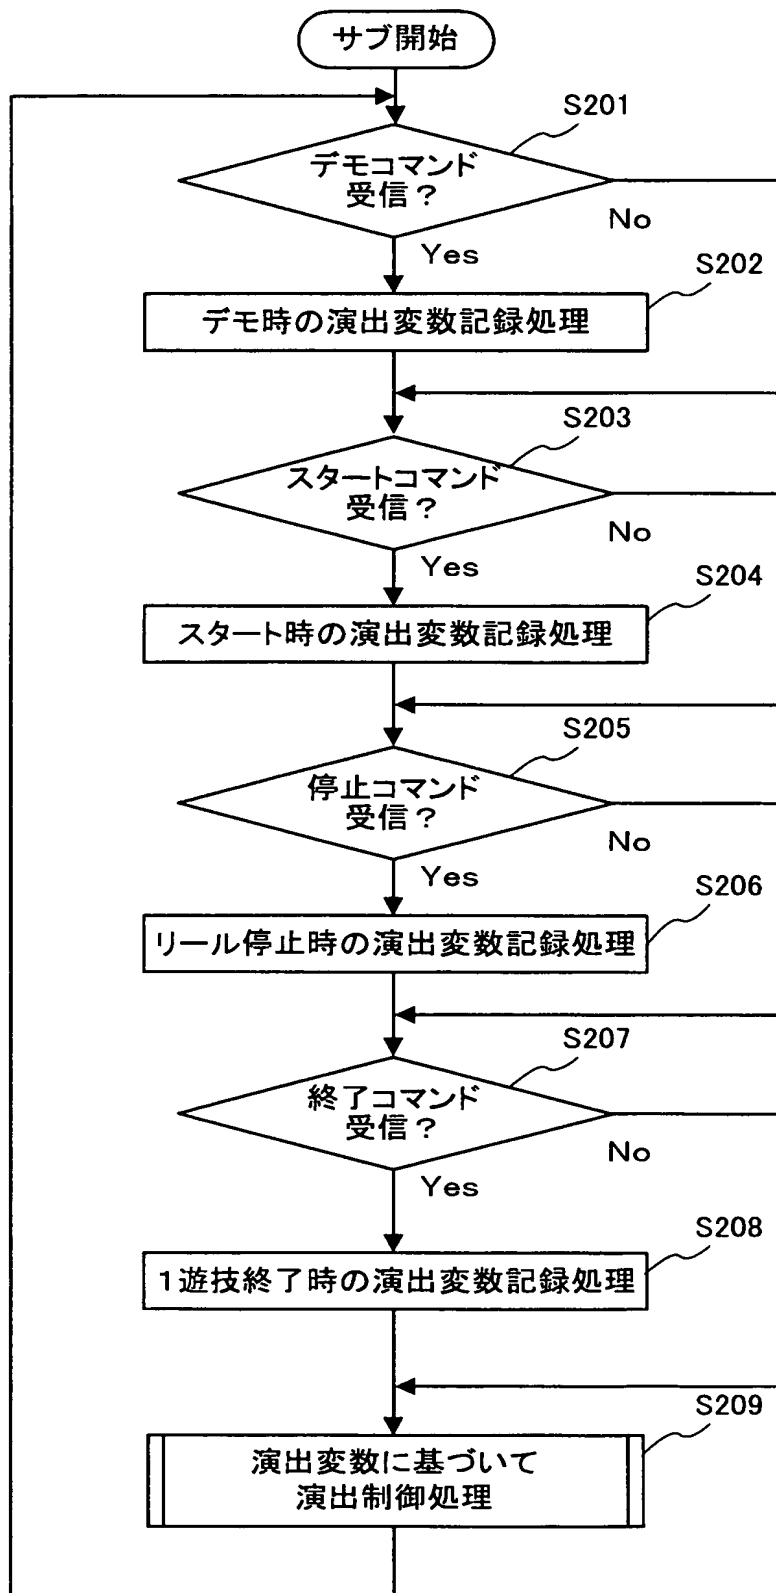 サブ開始
S201
デモコマンド
受信？
No
Yes
S202
デモ時の演出変数記録処理
S203
スタートコマンド
受信？
No
Yes
S204
スタート時の演出変数記録処理
S205
停止コマンド
受信？
No
Yes
S206
リール停止時の演出変数記録処理
S207
終了コマンド
受信？
No
Yes
S208
１遊技終了時の演出変数記録処理
S209
演出変数に基づいて
演出制御処理